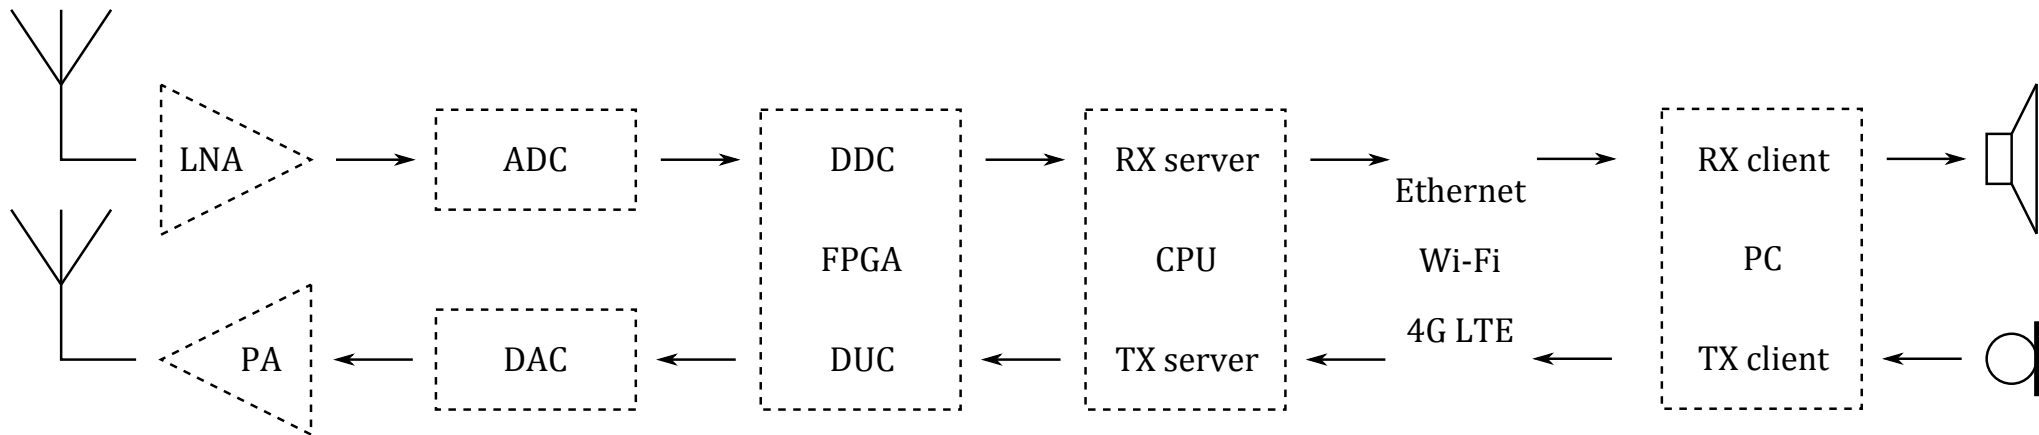 LNA
ADC
DDC
RX server
RX client
Ethernet
FPGA
CPU
Wi-Fi
PC
4G LTE
PA
DAC
DUC
TX server
TX client